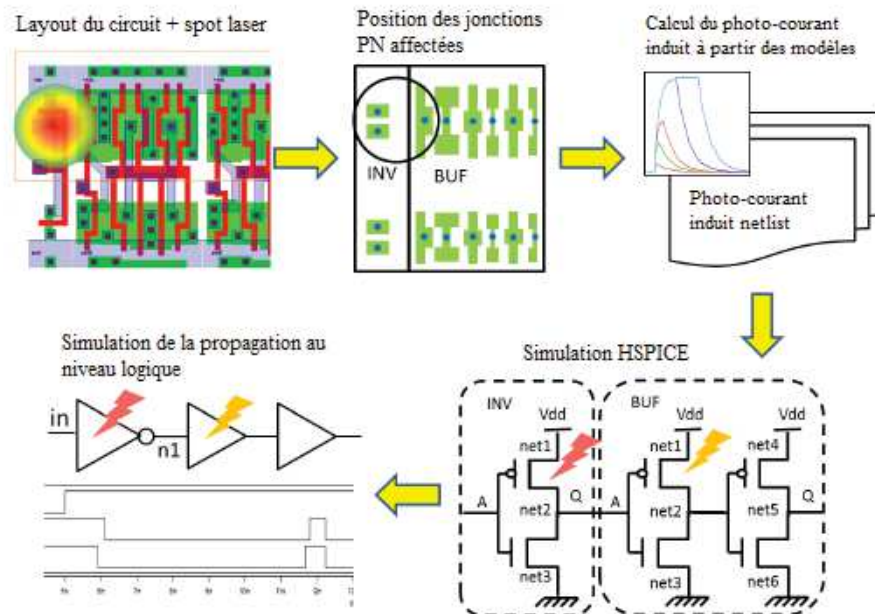 Layout du circuit + spot laser
Position des jonctions
PN affectées
INV
BUF
Calcul du photo-courant
induit à partir des modèles
Photo-courant
induit netlist
Simulation de la propagation au
niveau logique
in
n1
Simulation HSPICE
INV
BUF
Vdd
Vdd
Vdd
net1
net1
net4
A
Q
A
Q
net2
net2
net5
net3
net3
net6